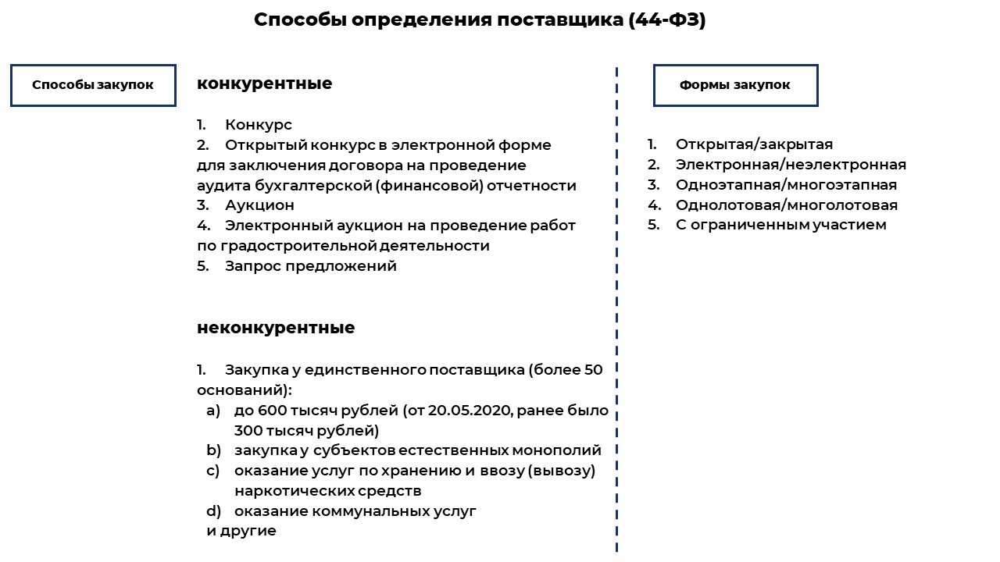 Способы определения поставщика (44-ФЗ)
Способы закупок
конкурентные
1. Конкурс
2. Открытый конкурс в электронной форме
для заключения договора на проведение
аудита бухгалтерской (финансовой) отчетности
3. Аукцион
4. Электронный аукцион на проведение работ
по градостроительной деятельности
5. Запрос предложений
неконкурентные
1. Закупка у единственного поставщика (более 50
оснований):
a) до 600 тысяч рублей (от 20.05.2020, ранее было
300 тысяч рублей)
b) закупка у субъектов естественных монополий
c) оказание услуг по хранению и ввозу (вывозу)
наркотических средств
d) оказание коммунальных услуг
и другие
Формы закупок
1. Открытая/закрытая
2. Электронная/неэлектронная
3. Одноэтапная/многоэтапная
4. Однолотовая/многолотовая
5. С ограниченным участием